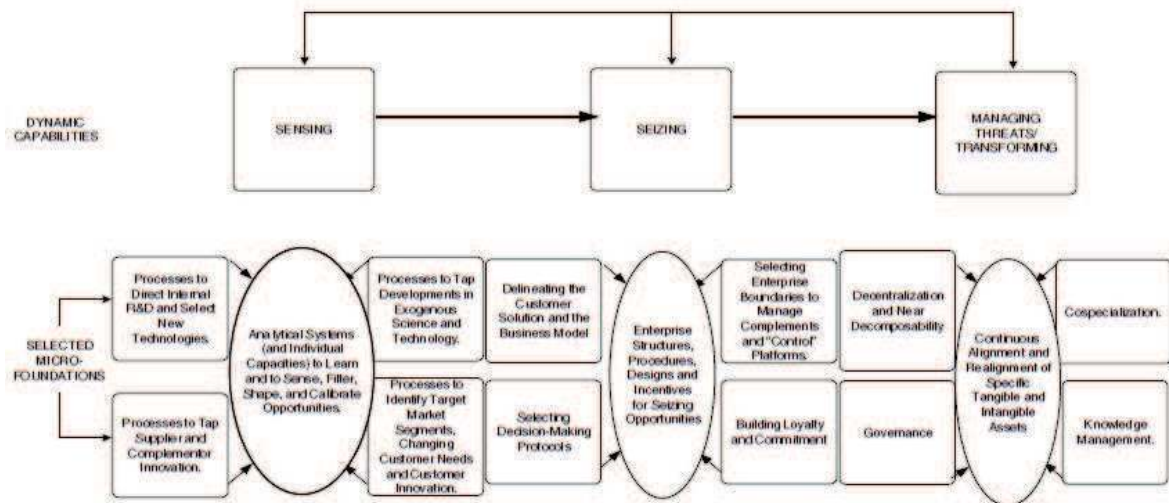 DYNAMIC
CAPABILITIES
SENSING
SEIZING
MANAGING
THREATS/
TRANSFORMING
SELECTED
MICRO-
FOUNDATIONS
Processes to
Direct Internal
R&D and Select
New
Technologies.
Processes to Tap
Supplier and
Complementor
Innovation.
Analytical Systems
(and Individual
Capacities) to Learn
and to Sense, Filter,
Shape, and Calibrate
Opportunities.
Processes to Tap
Developments in
Exogenous Science
and Technology.
Processes to
Identify Target
Market
Segments,
Changing
Customer Needs
and Customer
Innovation.
Delineating the
Customer
Solution and the
Business Model
Selecting
Decision-Making
Protocols
Enterprise
Structures,
Procedures,
Designs and
Incentives
for Seizing
Opportunities
Selecting
Enterprise
Boundaries to
Manage
Complements
and "Control"
Platforms.
Building Loyalty
and Commitment
Decentralization
and Near
Decomposability
Governance
Continuous
Alignment and
Realignment of
Specific
Tangible and
Intangible
Assets
Cospecialization.
Knowledge
Management.